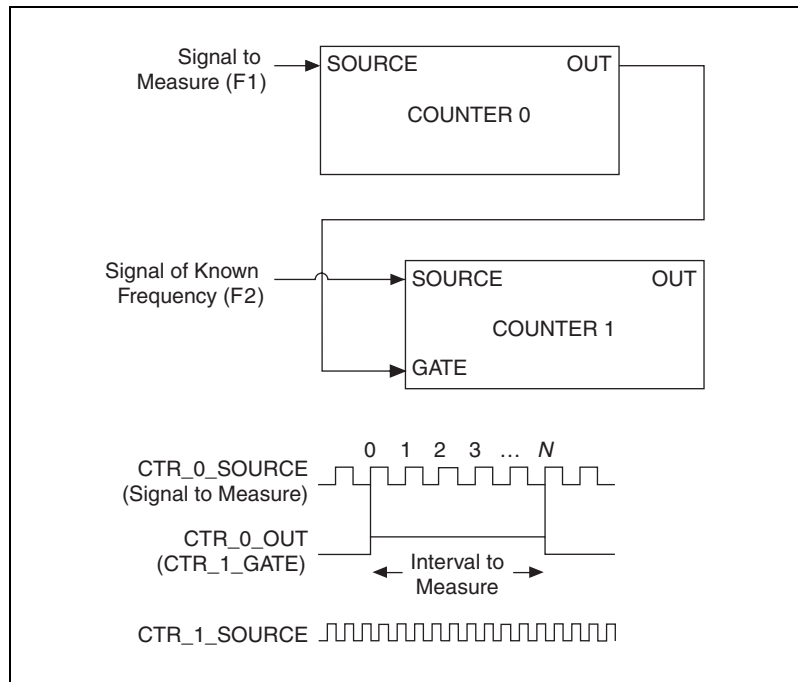 Signal to
Measure (F1)
SOURCE OUT
COUNTER 0
Signal of Known
Frequency (F2)
SOURCE OUT
COUNTER 1
GATE
0 1 2 3 … N
CTR_0_SOURCE
(Signal to Measure)
CTR_0_OUT
(CTR_1_GATE)
Interval to
Measure
CTR_1_SOURCE